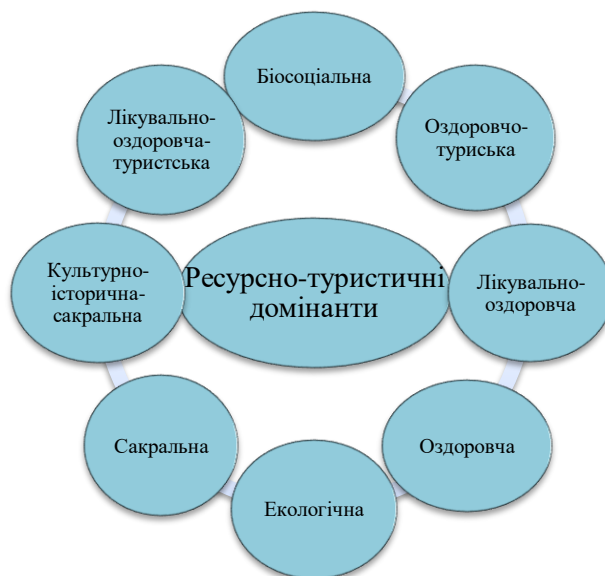 Біосоціальна
Оздоровчо-
туриська
Лікувально-
оздоровча
Оздоровча
Екологічна
Сакральна
Культурно-
історична-
сакральна
Лікувально-
оздоровча-
туристська
Ресурсно-туристичні
домінанти